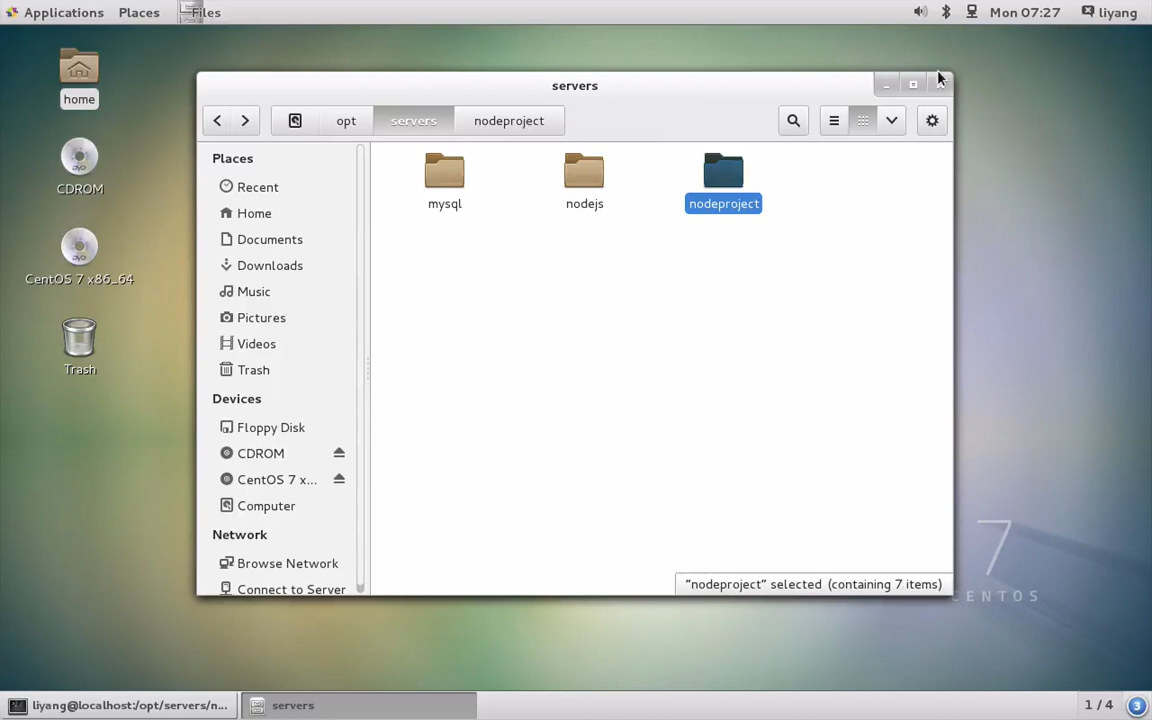 Applications Places Files Mon 07:27 liyang
home
CDROM
CentOS 7 x86_64
Trash
servers
opt servers nodeproject
Places
Recent
Home
Documents
Downloads
Music
Pictures
Videos
Trash
Devices
Floppy Disk
CDROM
CentOS 7 x...
Computer
Network
Browse Network
Connect to Server
mysql nodejs nodeproject
"nodeproject" selected (containing 7 items)
7
CENTOS
liyang@localhost:/opt/servers/n... servers 1 / 4 3